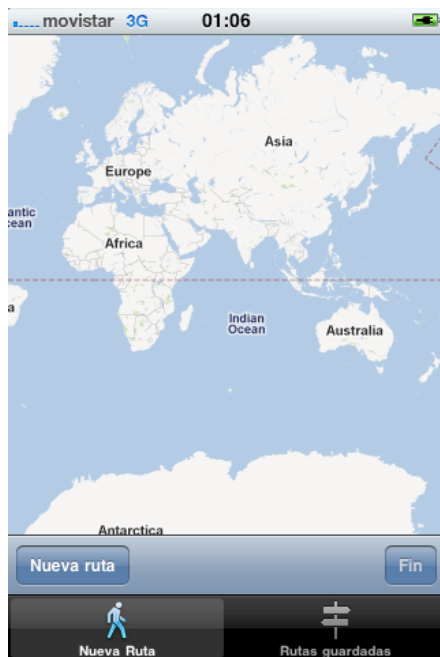 movistar 3G 01:06
Asia
Europe
antic
cean
Africa
a
Indian
Ocean
Australia
Antarctica
Nueva ruta
Fin
Nueva Ruta
Rutas guardadas